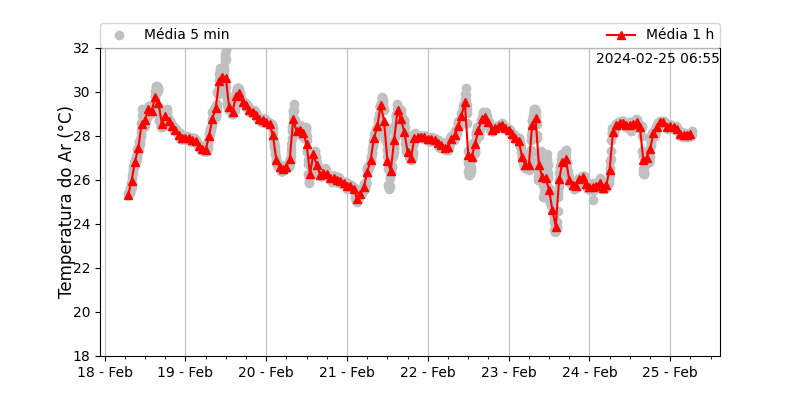 Média 5 min
Média 1 h
2024-02-25 06:55
Temperatura do Ar (°C)
32
30
28
26
24
22
20
18
18 - Feb
19 - Feb
20 - Feb
21 - Feb
22 - Feb
23 - Feb
24 - Feb
25 - Feb